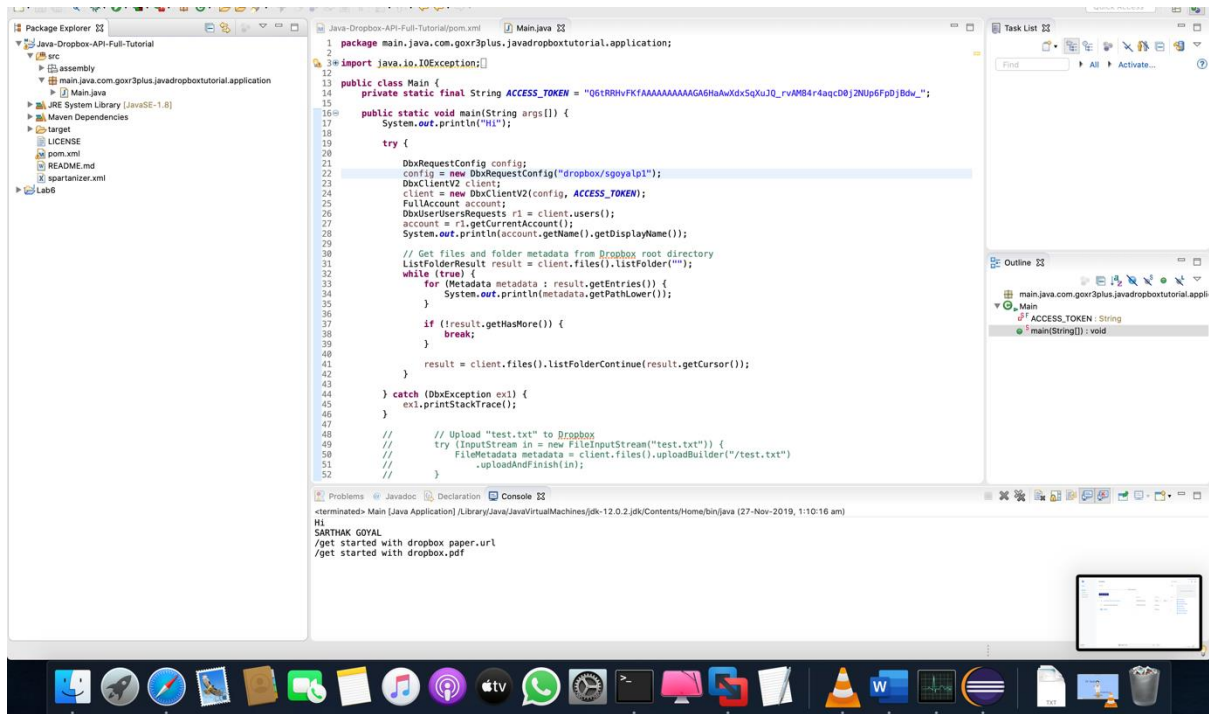 Quick Access
Package Explorer
Java-Dropbox-API-Full-Tutorial
src
assembly
main.java.com.goxr3plus.javadropboxtutorial.application
Main.java
JRE System Library [JavaSE-1.8]
Maven Dependencies
target
LICENSE
pom.xml
README.md
spartanizer.xml
Lab6
Java-Dropbox-API-Full-Tutorial/pom.xml Main.java
1 package main.java.com.goxr3plus.javadropboxtutorial.application;
2
3 import java.io.IOException;
12
13 public class Main {
14 private static final String ACCESS_TOKEN =
15
16 public static void main(String args[]) {
17 System.out.println("Hi");
18
19 try {
20
21 DbxRequestConfig config;
22 config = new DbxRequestConfig("dropbox/sgoyalp1");
23 DbxClientV2 client;
24 client = new DbxClientV2(config, ACCESS_TOKEN);
25 FullAccount account;
26 DbxUserUsersRequests r1 = client.users();
27 account = r1.getCurrentAccount();
28 System.out.println(account.getName().getDisplayName());
29
30 // Get files and folder metadata from Dropbox root directory
31 ListFolderResult result = client.files().listFolder("");
32 while (true) {
33 for (Metadata metadata : result.getEntries()) {
34 System.out.println(metadata.getPathLower());
35 }
36
37 if (!result.getHasMore()) {
38 break;
39 }
40
41 result = client.files().listFolderContinue(result.getCursor());
42 }
43
44 } catch (DbxException ex1) {
45 ex1.printStackTrace();
46 }
47
48 // // Upload "test.txt" to Dropbox
49 // try (InputStream in = new FileInputStream("test.txt")) {
50 // FileMetadata metadata = client.files().uploadBuilder("/test.txt")
51 // .uploadAndFinish(in);
52 // }
Problems Javadoc Declaration Console
<terminated> Main [Java Application] /Library/Java/JavaVirtualMachines/jdk-12.0.2.jdk/Contents/Home/bin/java (27-Nov-2019, 1:10:16 am)
Hi
SARTHAK GOYAL
/get started with dropbox paper.url
/get started with dropbox.pdf
Task List
Find All Activate...
Outline
main.java.com.goxr3plus.javadropboxtutorial.appli
Main
ACCESS_TOKEN : String
main(String[]) : void
tv
W
TXT